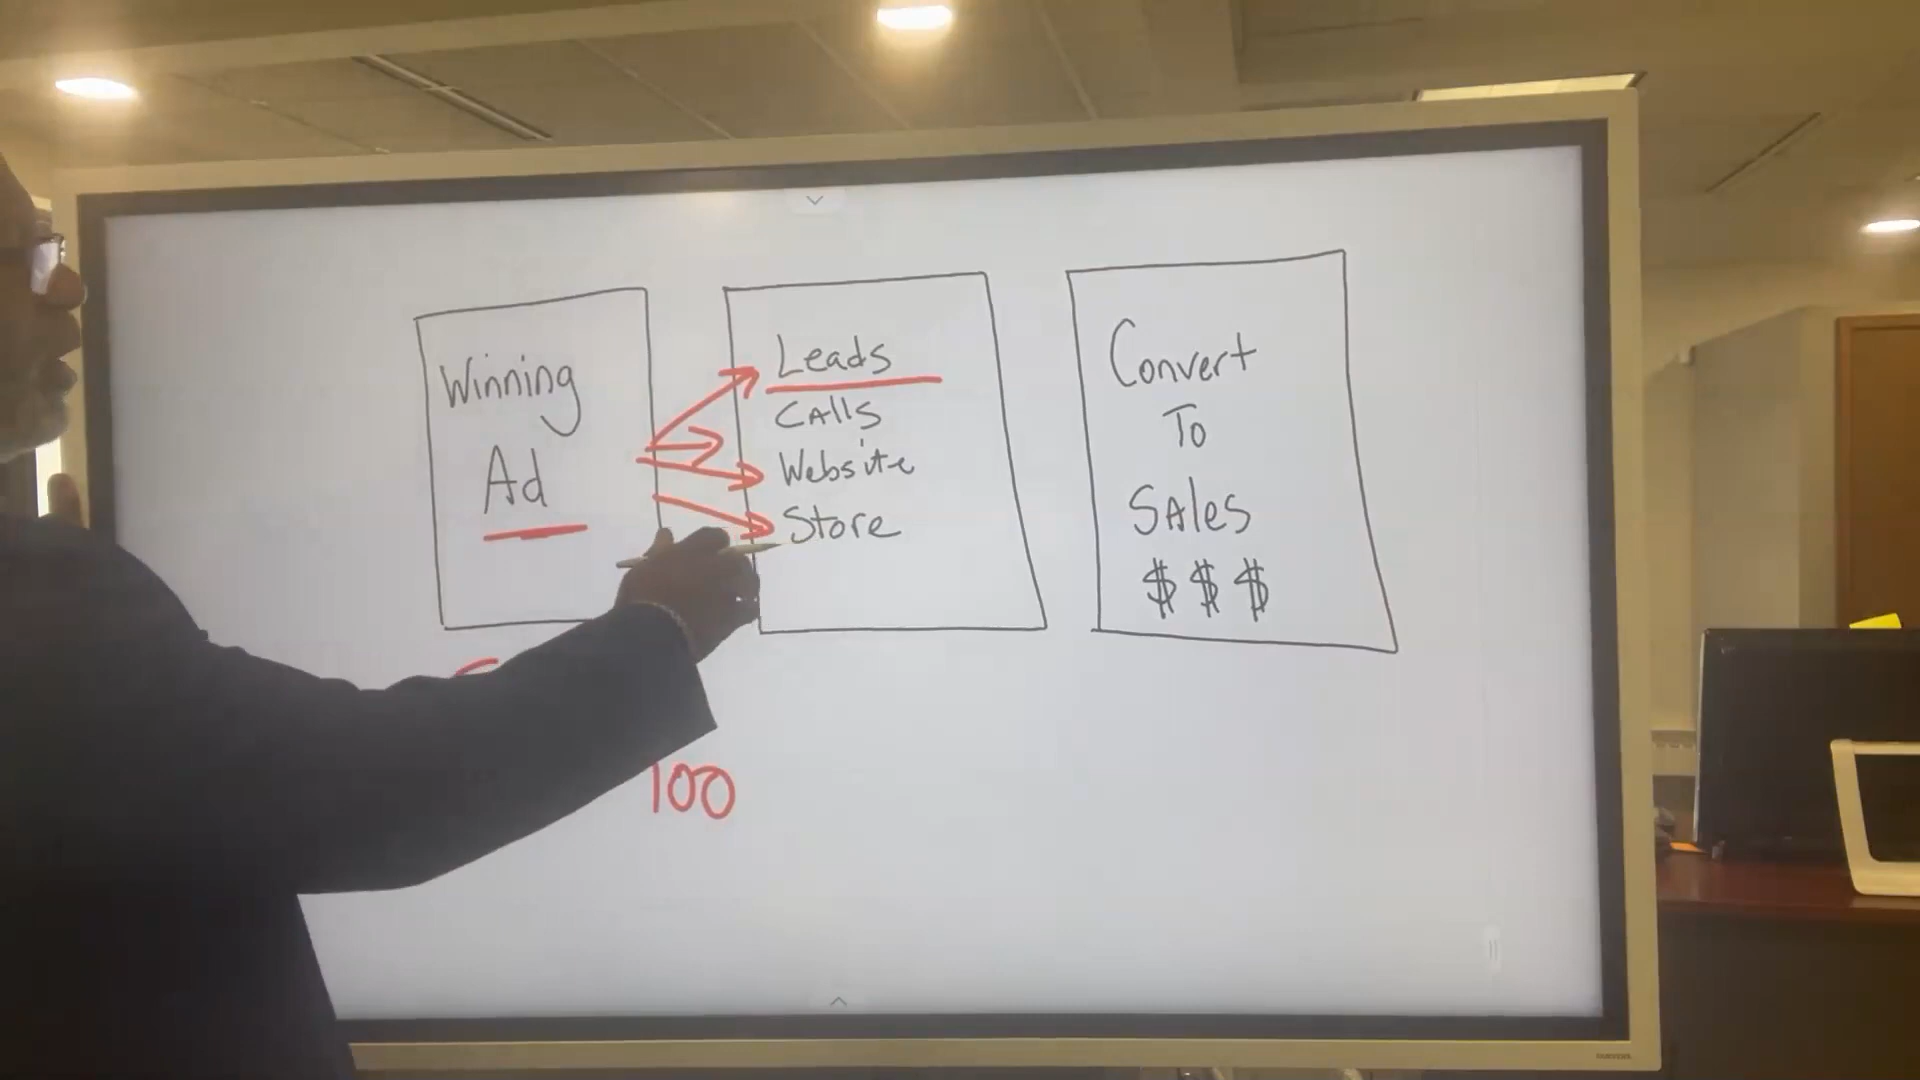 Winning
Ad
Leads
Calls
Website
Store
Convert
To
Sales
$ $ $
100